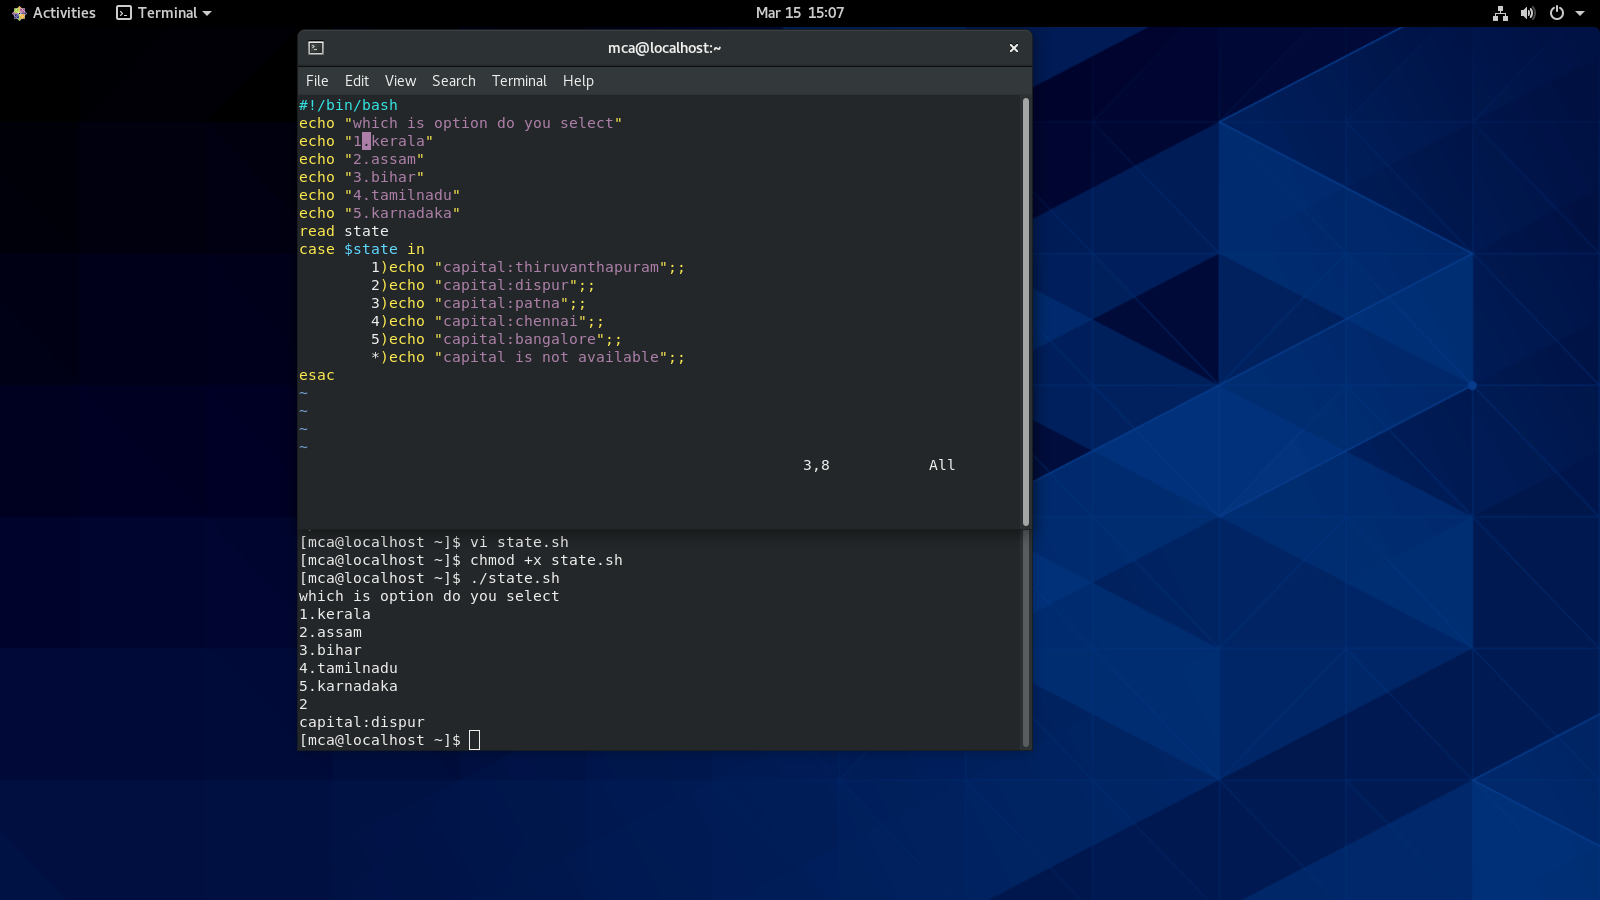 Activities Terminal Mar 15 15:07
mca@localhost:~
File Edit View Search Terminal Help
#!/bin/bash
echo "which is option do you select"
echo "1.kerala"
echo "2.assam"
echo "3.bihar"
echo "4.tamilnadu"
echo "5.karnadaka"
read state
case $state in
        1)echo "capital:thiruvanthapuram";;
        2)echo "capital:dispur";;
        3)echo "capital:patna";;
        4)echo "capital:chennai";;
        5)echo "capital:bangalore";;
        *)echo "capital is not available";;
esac
~
~
~
~
3,8 All
[mca@localhost ~]$ vi state.sh
[mca@localhost ~]$ chmod +x state.sh
[mca@localhost ~]$ ./state.sh
which is option do you select
1.kerala
2.assam
3.bihar
4.tamilnadu
5.karnadaka
2
capital:dispur
[mca@localhost ~]$